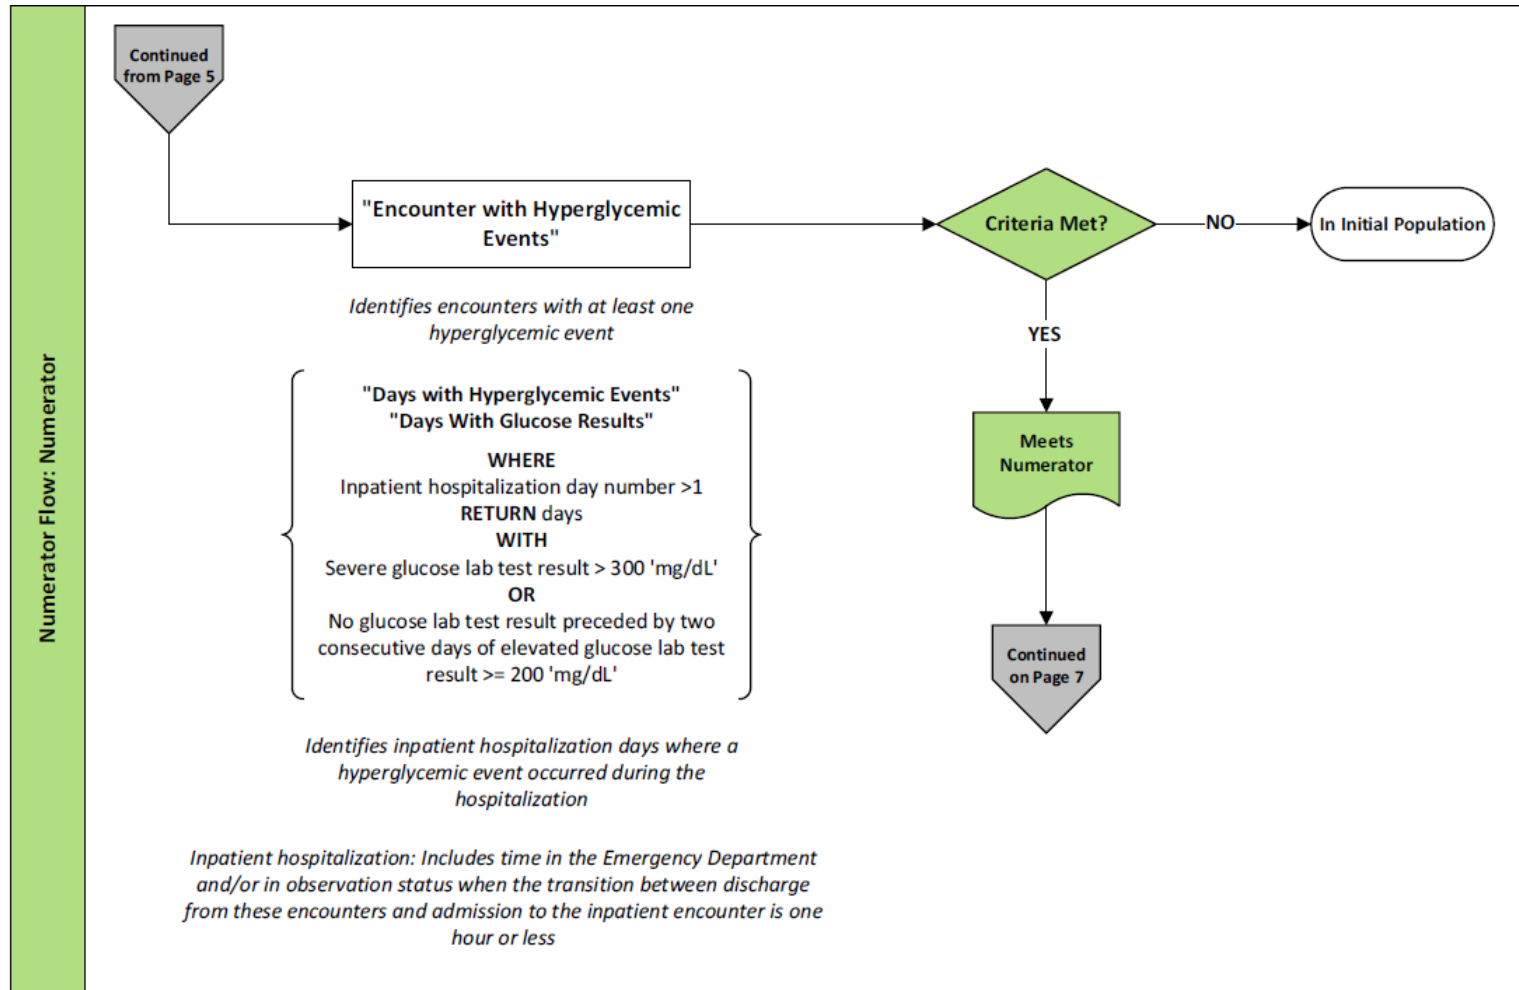 Numerator Flow: Numerator
Continued
from Page 5
"Encounter with Hyperglycemic
Events"
Criteria Met?
NO
In Initial Population
Identifies encounters with at least one
hyperglycemic event
YES
"Days with Hyperglycemic Events"
"Days With Glucose Results"
WHERE
Inpatient hospitalization day number >1
RETURN days
WITH
Severe glucose lab test result > 300 'mg/dL'
OR
No glucose lab test result preceded by two
consecutive days of elevated glucose lab test
result >= 200 'mg/dL'
Meets
Numerator
Continued
on Page 7
Identifies inpatient hospitalization days where a
hyperglycemic event occurred during the
hospitalization
Inpatient hospitalization: Includes time in the Emergency Department
and/or in observation status when the transition between discharge
from these encounters and admission to the inpatient encounter is one
hour or less